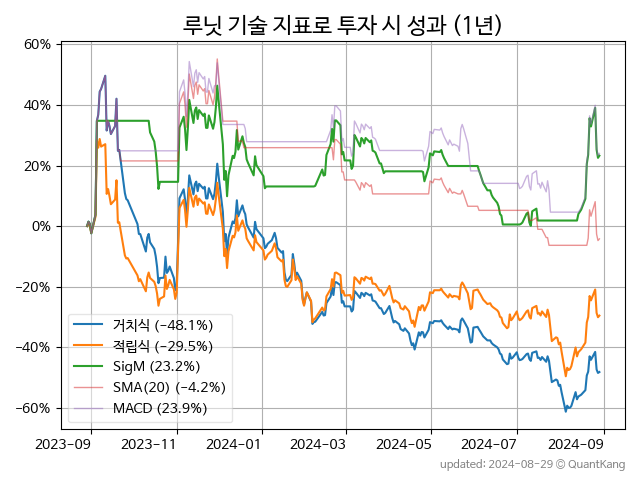 루닛 기술 지표로 투자 시 성과 (1년)
60%
40%
20%
0%
−20%
−40%
−60%
거치식 (−48.1%)
적립식 (−29.5%)
SigM (23.2%)
SMA(20) (−4.2%)
MACD (23.9%)
2023−09 2023−11 2024−01 2024−03 2024−05 2024−07 2024−09
updated: 2024−08−29 © QuantKang